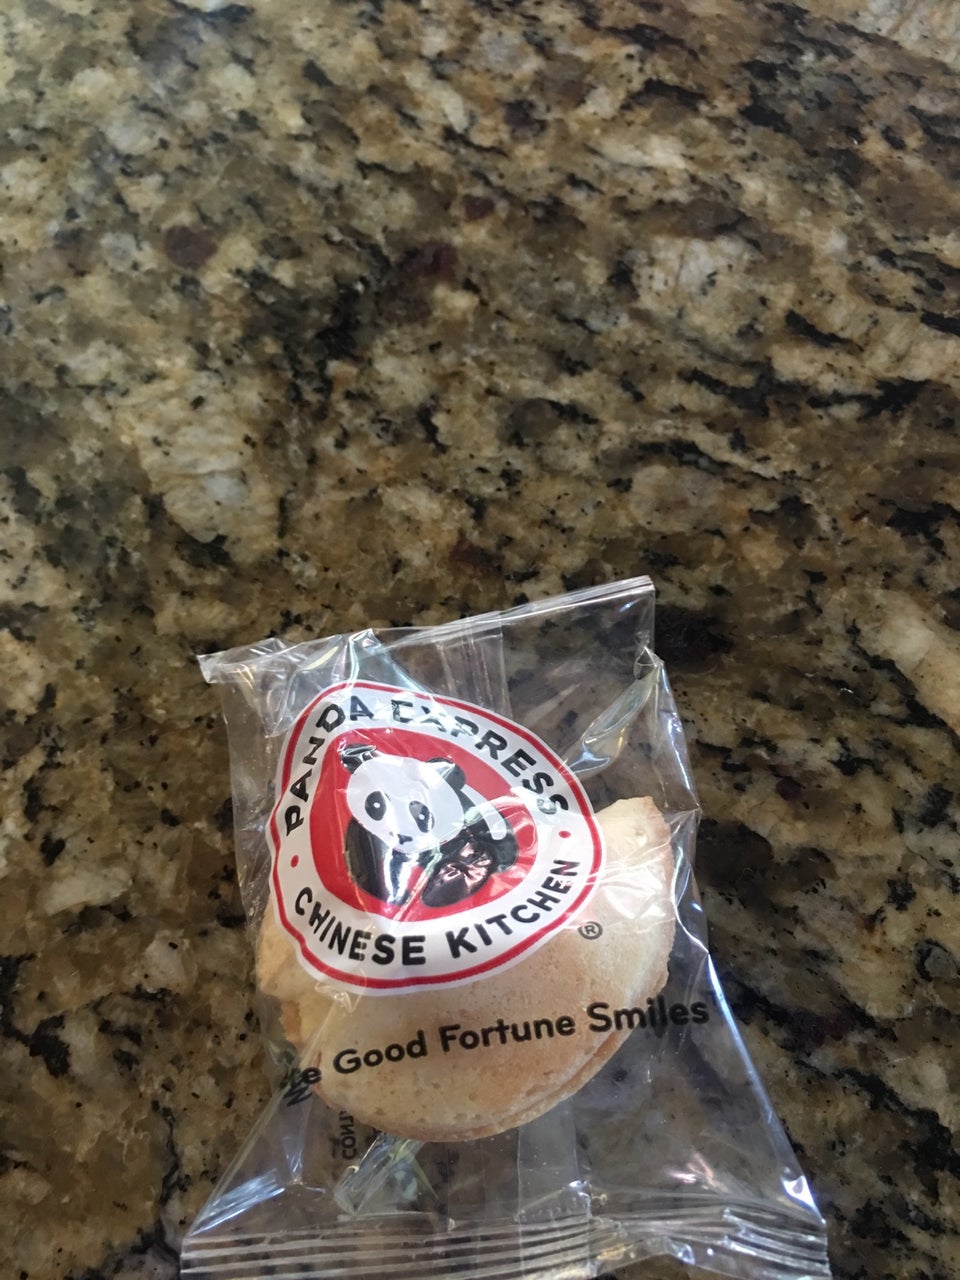 PANDA EXPRESS
CHINESE KITCHEN
®
Good Fortune Smiles